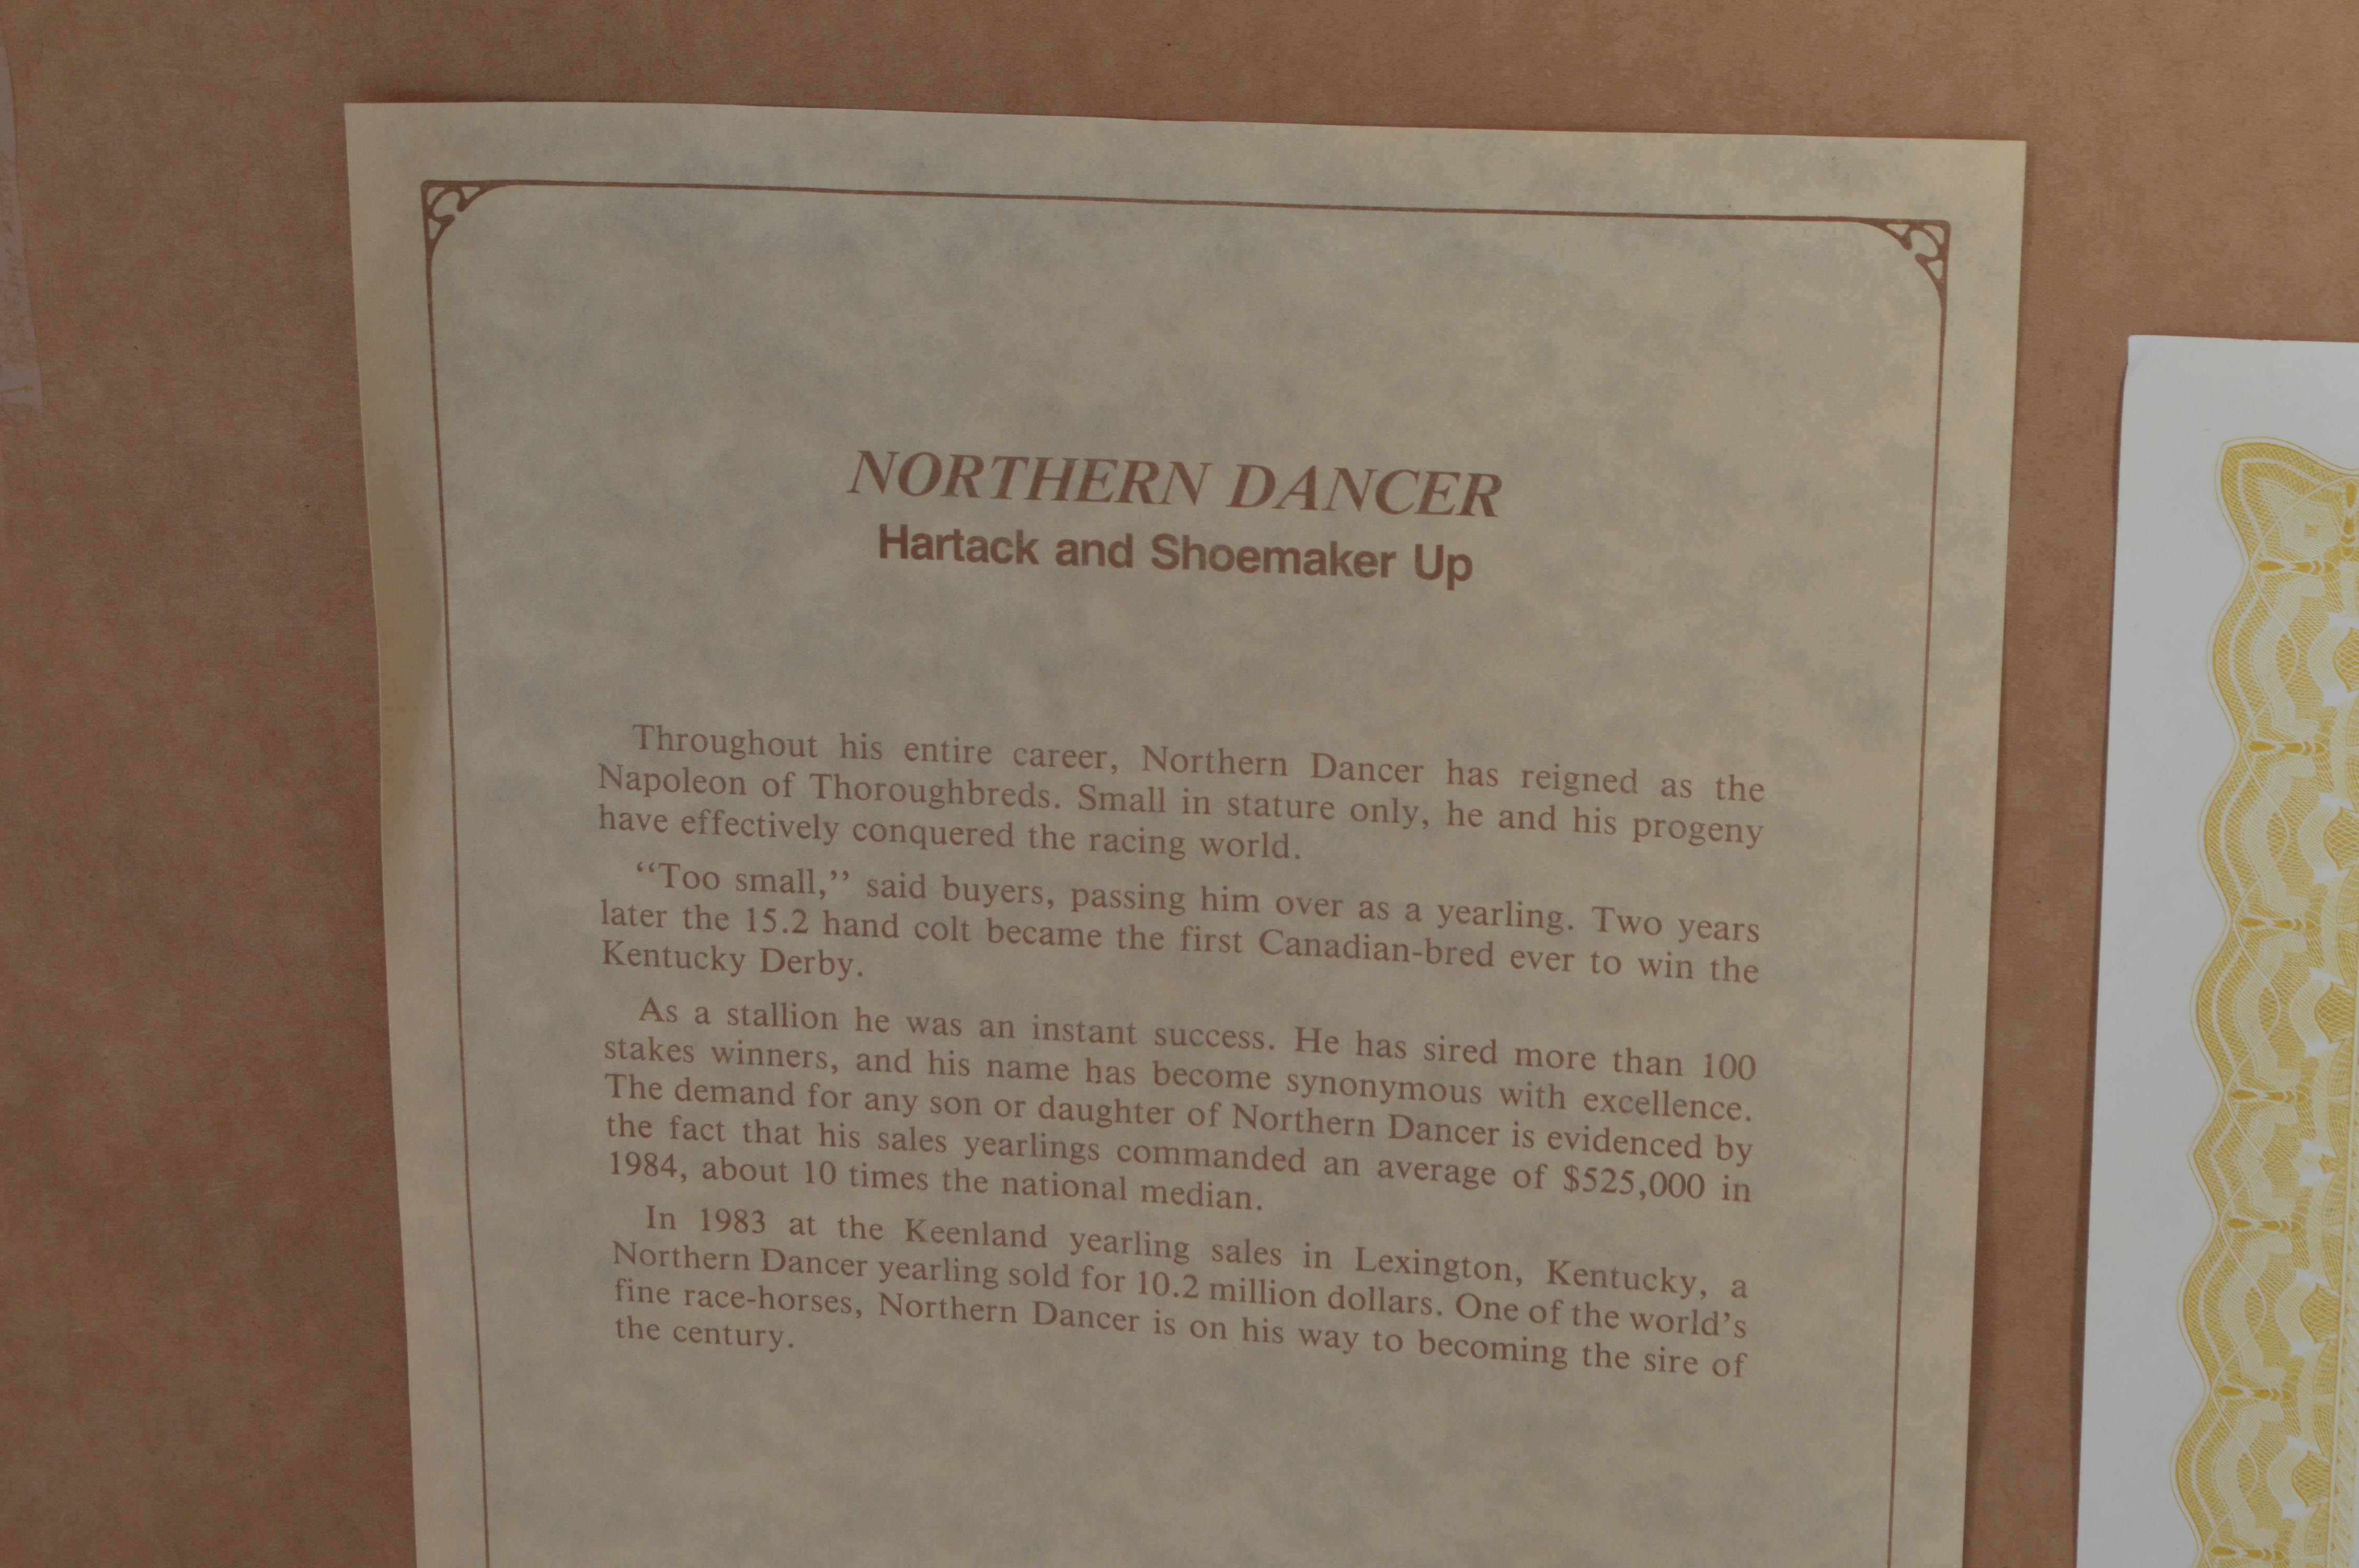 NORTHERN DANCER
Hartack and Shoemaker Up
Throughout his entire career, Northern Dancer has reigned as the
Napoleon of Thoroughbreds. Small in stature only, he and his progeny
have effectively conquered the racing world.
‘‘Too small,’’ said buyers, passing him over as a yearling. Two years
later the 15.2 hand colt became the first Canadian-bred ever to win the
Kentucky Derby.
As a stallion he was an instant success. He has sired more than 100
stakes winners, and his name has become synonymous with excellence.
The demand for any son or daughter of Northern Dancer is evidenced by
the fact that his sales yearlings commanded an average of $525,000 in
1984, about 10 times the national median.
In 1983 at the Keenland yearling sales in Lexington, Kentucky, a
Northern Dancer yearling sold for 10.2 million dollars. One of the world’s
fine race-horses, Northern Dancer is on his way to becoming the sire of
the century.